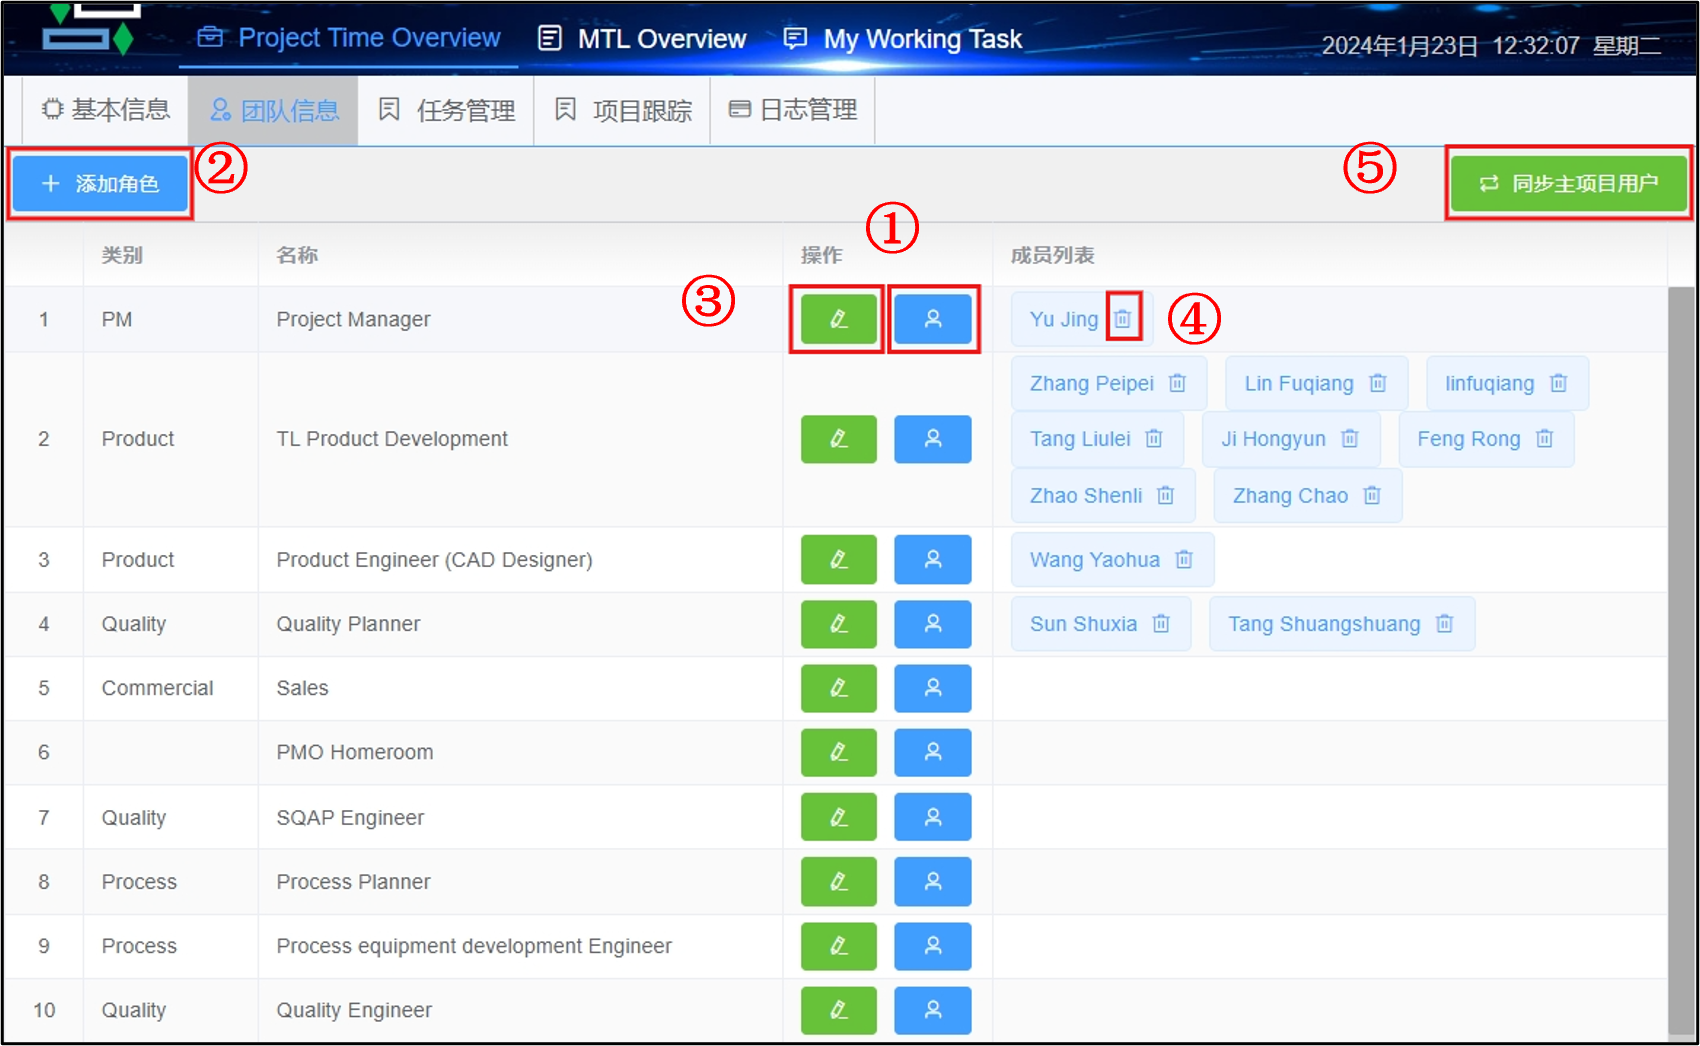 Project Time Overview MTL Overview My Working Task 2024年1月23日 12:32:07 星期二
基本信息 团队信息 任务管理 项目跟踪 日志管理
+ 添加角色 ② ⑤ 同步主项目用户
①
类别 名称 操作 成员列表
③ ④
1 PM Project Manager Yu Jing
Zhang Peipei Lin Fuqiang linfuqiang
2 Product TL Product Development Tang Liulei Ji Hongyun Feng Rong
Zhao Shenli Zhang Chao
3 Product Product Engineer (CAD Designer) Wang Yaohua
4 Quality Quality Planner Sun Shuxia Tang Shuangshuang
5 Commercial Sales
6 PMO Homeroom
7 Quality SQAP Engineer
8 Process Process Planner
9 Process Process equipment development Engineer
10 Quality Quality Engineer